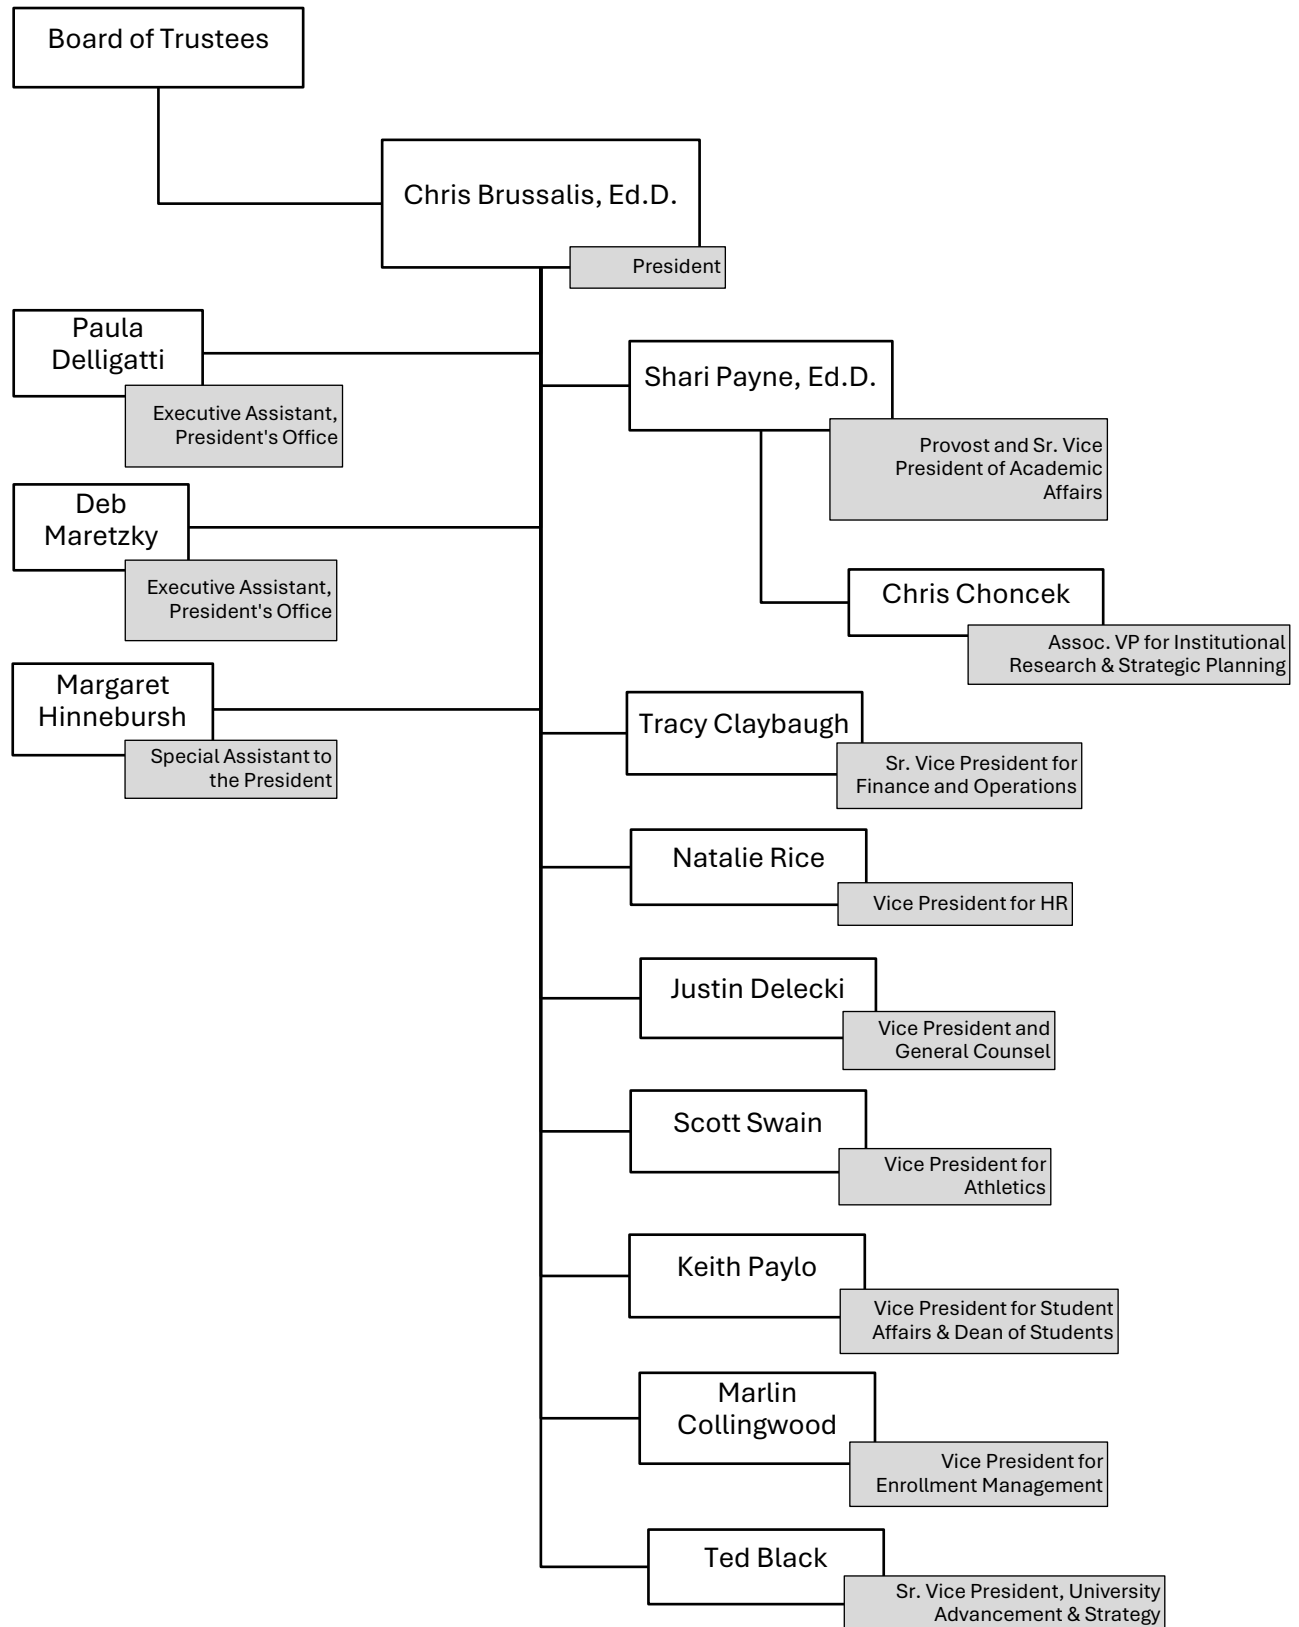 Board of Trustees
Chris Brussalis, Ed.D.
President
Paula
Delligatti
Executive Assistant,
President's Office
Shari Payne, Ed.D.
Provost and Sr. Vice
President of Academic
Affairs
Deb
Maretzky
Executive Assistant,
President's Office
Chris Choncek
Assoc. VP for Institutional
Research & Strategic Planning
Margaret
Hinnebursh
Special Assistant to
the President
Tracy Claybaugh
Sr. Vice President for
Finance and Operations
Natalie Rice
Vice President for HR
Justin Delecki
Vice President and
General Counsel
Scott Swain
Vice President for
Athletics
Keith Paylo
Vice President for Student
Affairs & Dean of Students
Marlin
Collingwood
Vice President for
Enrollment Management
Ted Black
Sr. Vice President, University
Advancement & Strategy